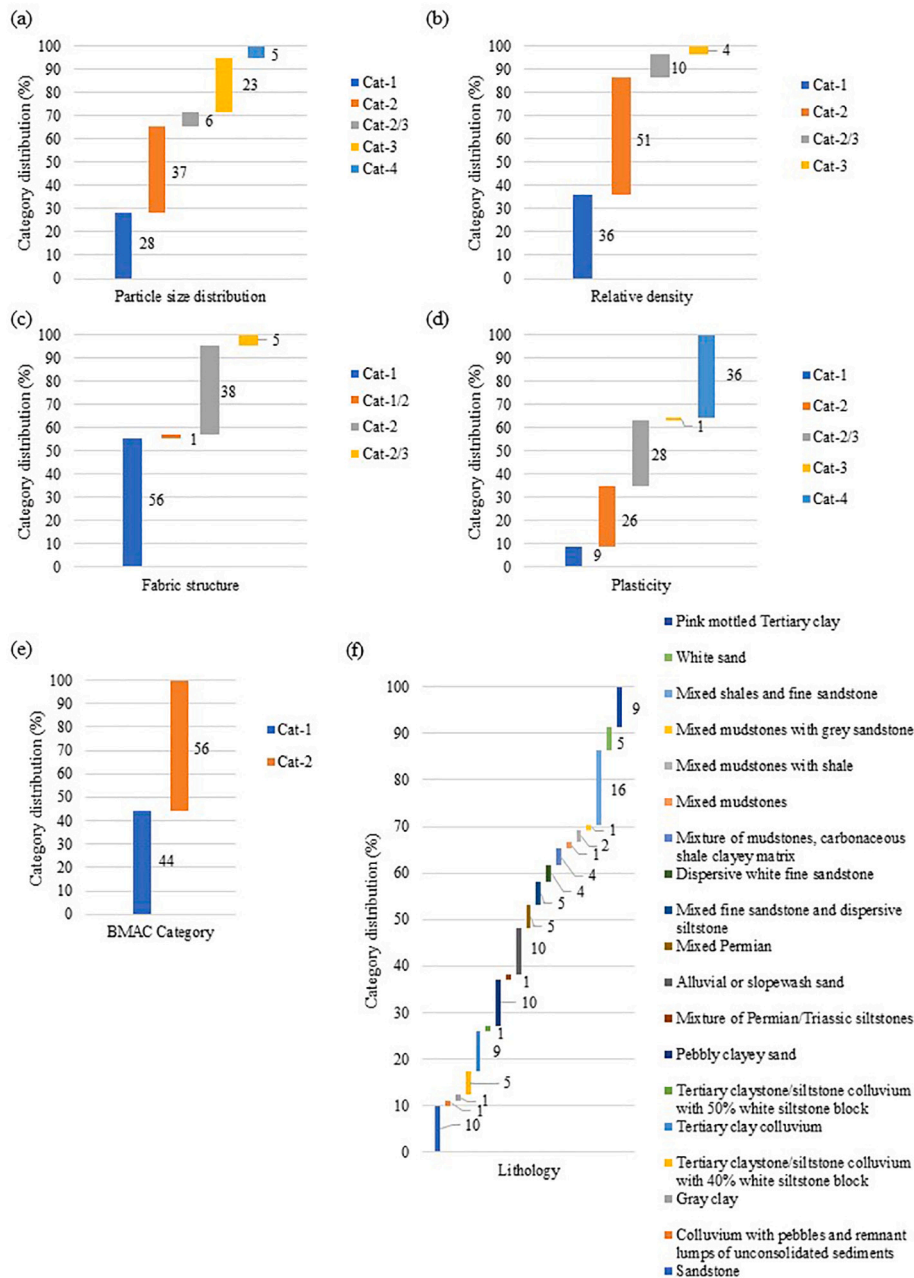 (a)
100
90
80
70
60
50
40
30
20
10
0
Category distribution (%)
28
37
6
23
5
Particle size distribution
Cat-1
Cat-2
Cat-2/3
Cat-3
Cat-4
(b)
100
90
80
70
60
50
40
30
20
10
0
Category distribution (%)
36
51
10
4
Relative density
Cat-1
Cat-2
Cat-2/3
Cat-3
(c)
100
90
80
70
60
50
40
30
20
10
0
Category distribution (%)
56
1
38
5
Fabric structure
Cat-1
Cat-1/2
Cat-2
Cat-2/3
(d)
100
90
80
70
60
50
40
30
20
10
0
Category distribution (%)
9
26
28
1
36
Plasticity
Cat-1
Cat-2
Cat-2/3
Cat-3
Cat-4
(e)
100
90
80
70
60
50
40
30
20
10
0
Category distribution (%)
44
56
BMAC Category
Cat-1
Cat-2
(f)
100
90
80
70
60
50
40
30
20
10
0
Category distribution (%)
10
1
1
5
9
1
10
1
10
5
5
4
4
1
2
1
16
5
9
Lithology
Pink mottled Tertiary clay
White sand
Mixed shales and fine sandstone
Mixed mudstones with grey sandstone
Mixed mudstones with shale
Mixed mudstones
Mixture of mudstones, carbonaceous
shale clayey matrix
Dispersive white fine sandstone
Mixed fine sandstone and dispersive
siltstone
Mixed Permian
Alluvial or slopewash sand
Mixture of Permian/Triassic siltstones
Pebbly clayey sand
Tertiary claystone/siltstone colluvium
with 50% white siltstone block
Tertiary clay colluvium
Tertiary claystone/siltstone colluvium
with 40% white siltstone block
Gray clay
Colluvium with pebbles and remnant
lumps of unconsolidated sediments
Sandstone